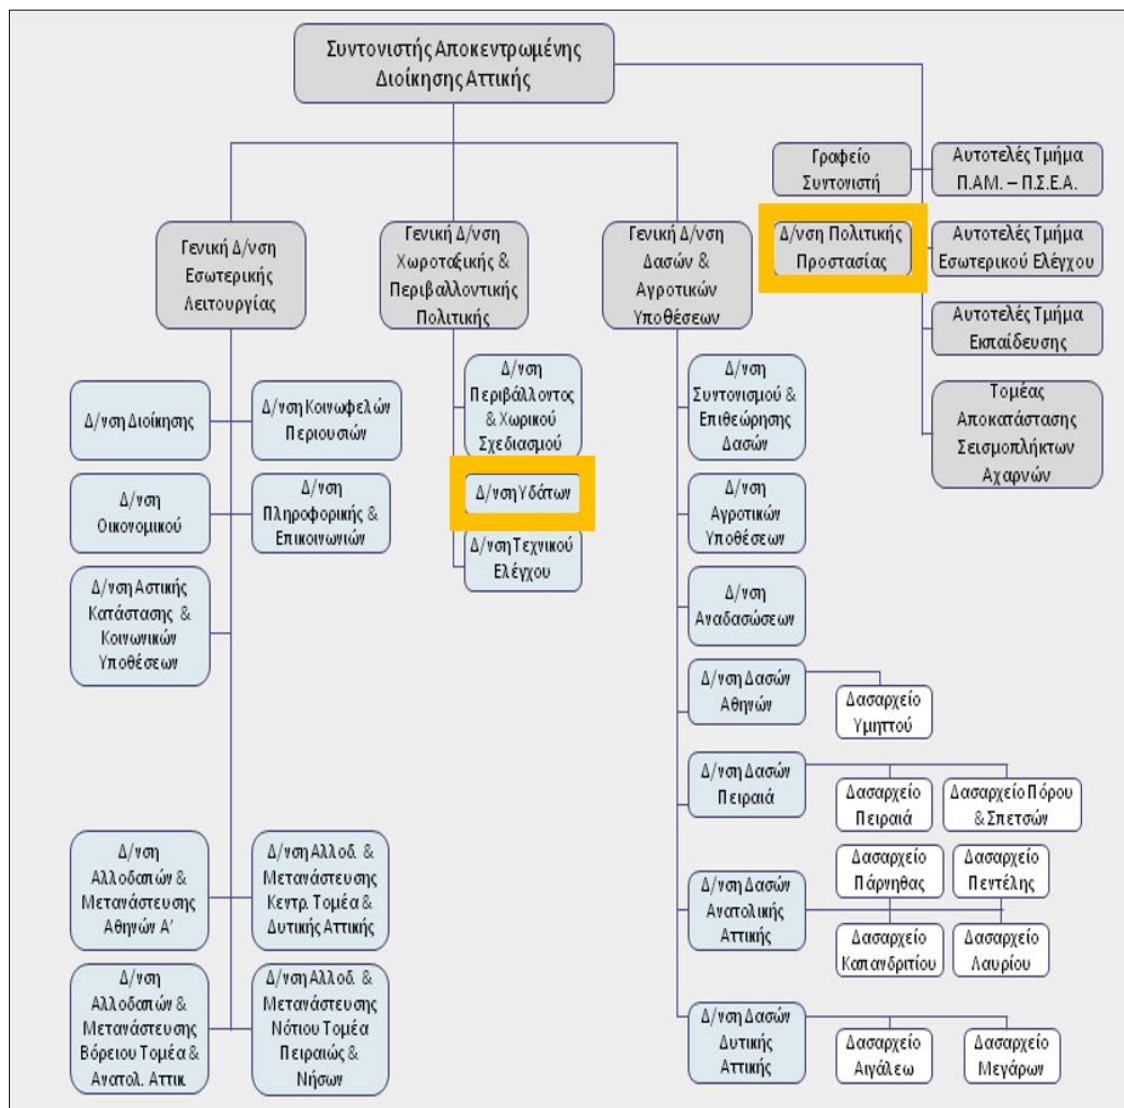 Συντονιστής Αποκεντρωμένης
Διοίκησης Αττικής
Γραφείο
Συντονιστή
Αυτοτελές Τμήμα
Π.ΑΜ. – Π.Σ.Ε.Α.
Δ/νση Πολιτικής
Προστασίας
Αυτοτελές Τμήμα
Εσωτερικού Ελέγχου
Αυτοτελές Τμήμα
Εκπαίδευσης
Τομέας
Αποκατάστασης
Σεισμοπλήκτων
Αχαρνών
Γενική Δ/νση
Εσωτερικής
Λειτουργίας
Δ/νση Διοίκησης
Δ/νση Κοινωφελών
Περιουσιών
Δ/νση
Οικονομικού
Δ/νση
Πληροφορικής &
Επικοινωνιών
Δ/νση Αστικής
Κατάστασης &
Κοινωνικών
Υποθέσεων
Δ/νση
Αλλοδαπών &
Μετανάστευσης
Αθηνών Α'
Δ/νση Αλλοδ. &
Μετανάστευσης
Κεντρ. Τομέα &
Δυτικής Αττικής
Δ/νση
Αλλοδαπών &
Μετανάστευσης
Βόρειου Τομέα &
Ανατολ. Αττικ.
Δ/νση Αλλοδ. &
Μετανάστευσης
Νότιου Τομέα
Πειραιώς &
Νήσων
Γενική Δ/νση
Χωροταξικής &
Περιβαλλοντικής
Πολιτικής
Δ/νση
Περιβάλλοντος
& Χωρικού
Σχεδιασμού
Δ/νση Υδάτων
Δ/νση Τεχνικού
Ελέγχου
Γενική Δ/νση
Δασών &
Αγροτικών
Υποθέσεων
Δ/νση
Συντονισμού &
Επιθεώρησης
Δασών
Δ/νση
Αγροτικών
Υποθέσεων
Δ/νση
Αναδασώσεων
Δ/νση Δασών
Αθηνών
Δασαρχείο
Υμηττού
Δ/νση Δασών
Πειραιά
Δασαρχείο
Πειραιά
Δασαρχείο Πόρου
& Σπετσών
Δ/νση Δασών
Ανατολικής
Αττικής
Δασαρχείο
Πάρνηθας
Δασαρχείο
Πεντέλης
Δασαρχείο
Καπανδριτίου
Δασαρχείο
Λαυρίου
Δ/νση Δασών
Δυτικής
Αττικής
Δασαρχείο
Αιγάλεω
Δασαρχείο
Μεγάρων